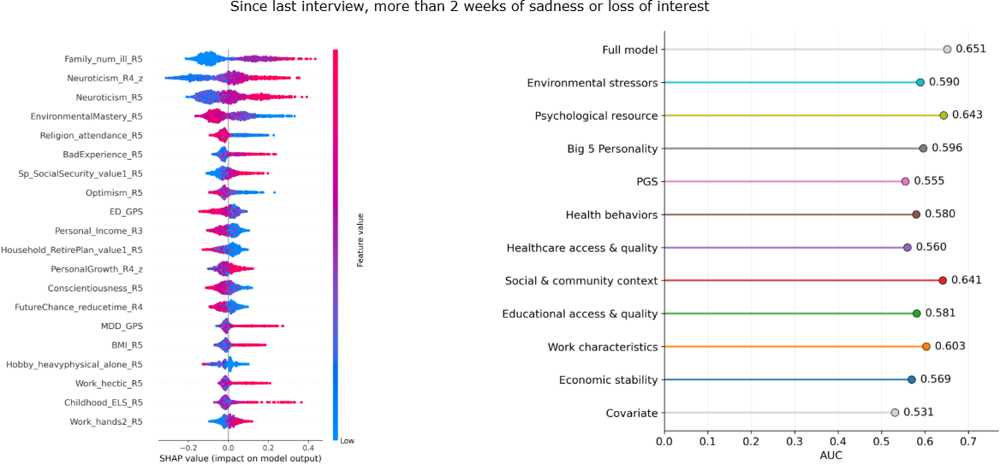 Since last interview, more than 2 weeks of sadness or loss of interest
Family_num_ill_R5
Neuroticism_R4_z
Neuroticism_R5
EnvironmentalMastery_R5
Religion_attendance_R5
BadExperience_R5
Sp_SocialSecurity_value1_R5
Optimism_R5
ED_GPS
Personal_Income_R3
Household_RetirePlan_value1_R5
PersonalGrowth_R4_z
Conscientiousness_R5
FutureChance_reducetime_R4
MDD_GPS
BMI_R5
Hobby_heavyphysical_alone_R5
Work_hectic_R5
Childhood_ELS_R5
Work_hands2_R5
−0.2 0.0 0.2 0.4
SHAP value (impact on model output)
Feature value
Low
Full model 0.651
Environmental stressors 0.590
Psychological resource 0.643
Big 5 Personality 0.596
PGS 0.555
Health behaviors 0.580
Healthcare access & quality 0.560
Social & community context 0.641
Educational access & quality 0.581
Work characteristics 0.603
Economic stability 0.569
Covariate 0.531
0.0 0.1 0.2 0.3 0.4 0.5 0.6 0.7
AUC